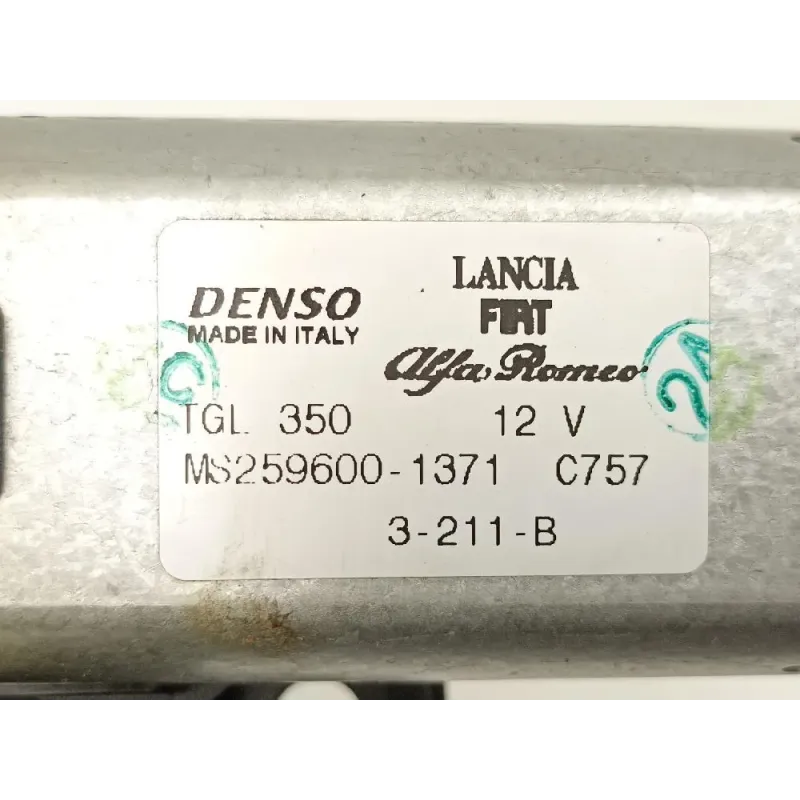 DENSO
MADE IN ITALY
LANCIA
FIAT
Alfa Romeo
TGL 350 12 V
MS259600-1371 C757
3-211-B